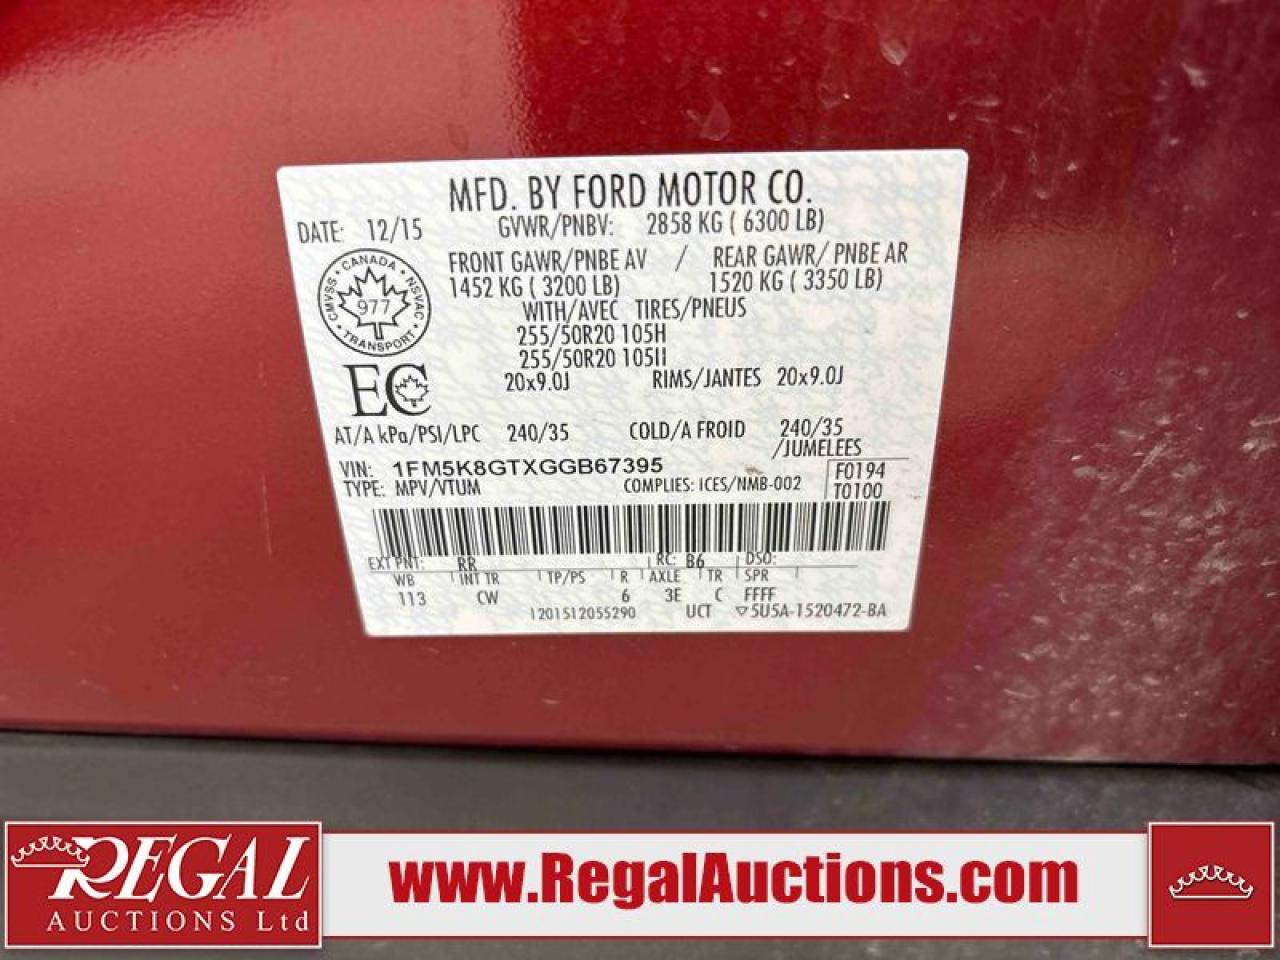 MFD. BY FORD MOTOR CO.
DATE: 12/15 GVWR/PNBV: 2858 KG ( 6300 LB)
FRONT GAWR/PNBE AV / REAR GAWR/ PNBE AR
1452 KG ( 3200 LB) 1520 KG ( 3350 LB)
WITH/AVEC TIRES/PNEUS
255/50R20 105H
255/50R20 105H
20x9.0J RIMS/JANTES 20x9.0J
CMVSS · CANADA · NSVAC · TRANSPORT ·
977
EC
AT/A kPa/PSI/LPC 240/35 COLD/A FROID 240/35
/JUMELEES
VIN: 1FM5K8GTXGGB67395
TYPE: MPV/VTUM COMPLIES: ICES/NMB-002
F0194
T0100
EXT PNT: RR RC: B6 DSO:
WB INT TR TP/PS R AXLE TR SPR
113 CW 6 3E C FFFF
1201512055290 UCT ▽5U5A-1520472-BA
REGAL
AUCTIONS Ltd
www.RegalAuctions.com